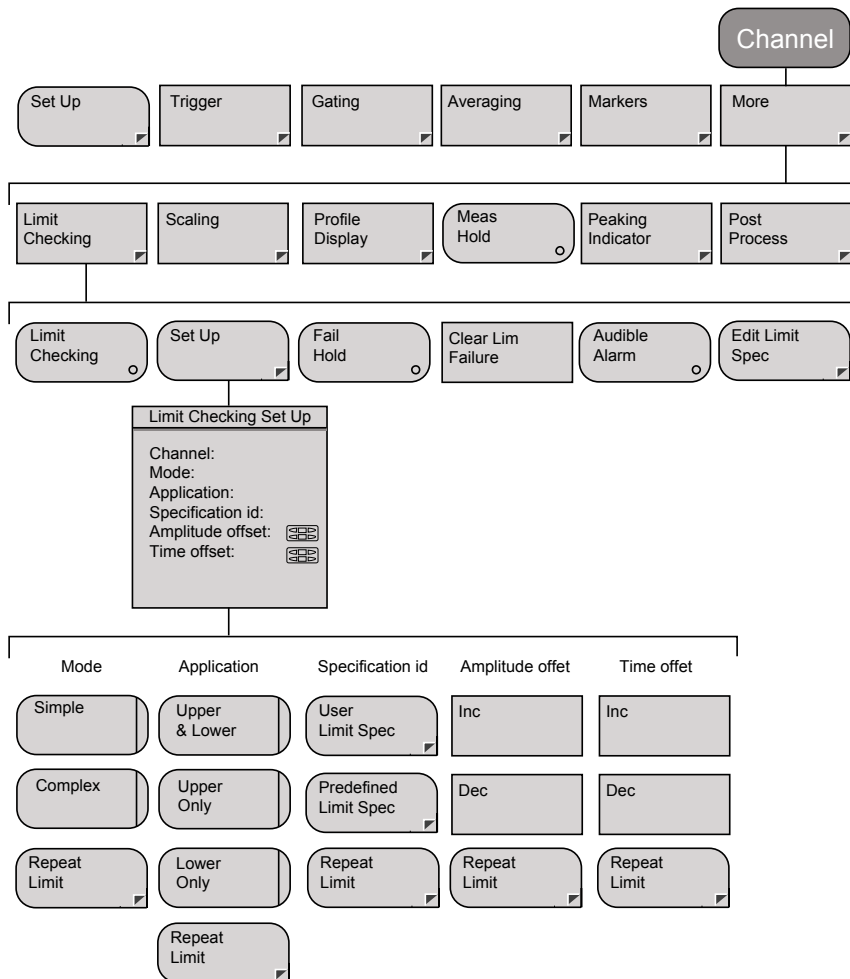 Channel
Set Up
Trigger
Gating
Averaging
Markers
More
Limit
Checking
Scaling
Profile
Display
Meas
Hold
Peaking
Indicator
Post
Process
Limit
Checking
Set Up
Fail
Hold
Clear Lim
Failure
Audible
Alarm
Edit Limit
Spec
Limit Checking Set Up
Channel:
Mode:
Application:
Specification id:
Amplitude offset:
Time offset:
Mode
Application
Specification id
Amplitude offet
Time offet
Simple
Upper
& Lower
User
Limit Spec
Inc
Inc
Complex
Upper
Only
Predefined
Limit Spec
Dec
Dec
Repeat
Limit
Lower
Only
Repeat
Limit
Repeat
Limit
Repeat
Limit
Repeat
Limit